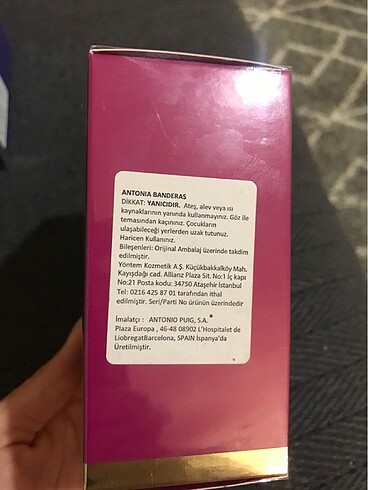 ANTONIA BANDERAS
DİKKAT: YANICIDIR. Ateş, alev veya ısı
kaynaklarının yanında kullanmayınız. Göz ile
temasından kaçınınız. Çocukların
ulaşabileceği yerlerden uzak tutunuz.
Haricen Kullanınız.
Bileşenleri: Orijinal Ambalaj üzerinde takdim
edilmiştir.
Yöntem Kozmetik A.Ş. Küçükbakkalköy Mah.
Kayışdağı cad. Allianz Plaza Sit. No:1 İç kapı
No:21 Posta kodu: 34750 Ataşehir İstanbul
Tel: 0216 425 87 01 tarafından ithal
edilmiştir. Seri/Parti No ürünün üzerindedir
İmalatçı : ANTONIO PUIG, S.A.
Plaza Europa , 46-48 08902 L'Hospitalet de
LiobregatBarcelona, SPAIN İspanya'da
Üretilmiştir.